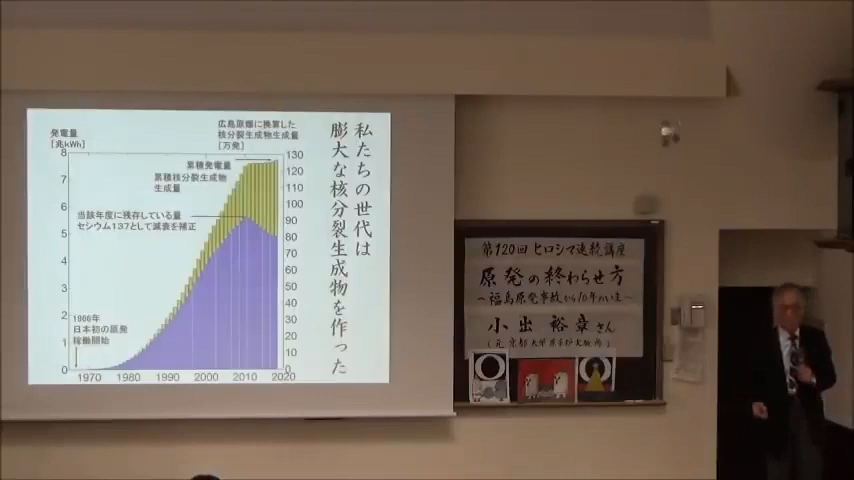 私たちの世代は
膨大な核分裂生成物を作った
発電量
[兆kWh]
広島原爆に換算した
核分裂生成物生成量
[万発]
累積発電量
累積核分裂生成物
生成量
当該年度に残存している量
セシウム137として減衰を補正
1966年
日本初の原発
稼働開始
8
7
6
5
4
3
2
1
0
130
120
110
100
90
80
70
60
50
40
30
20
10
0
1970 1980 1990 2000 2010 2020
第120回 ヒロシマ連続講座
原発の終わらせ方
~福島原発事故から10年の
小出 裕章さん